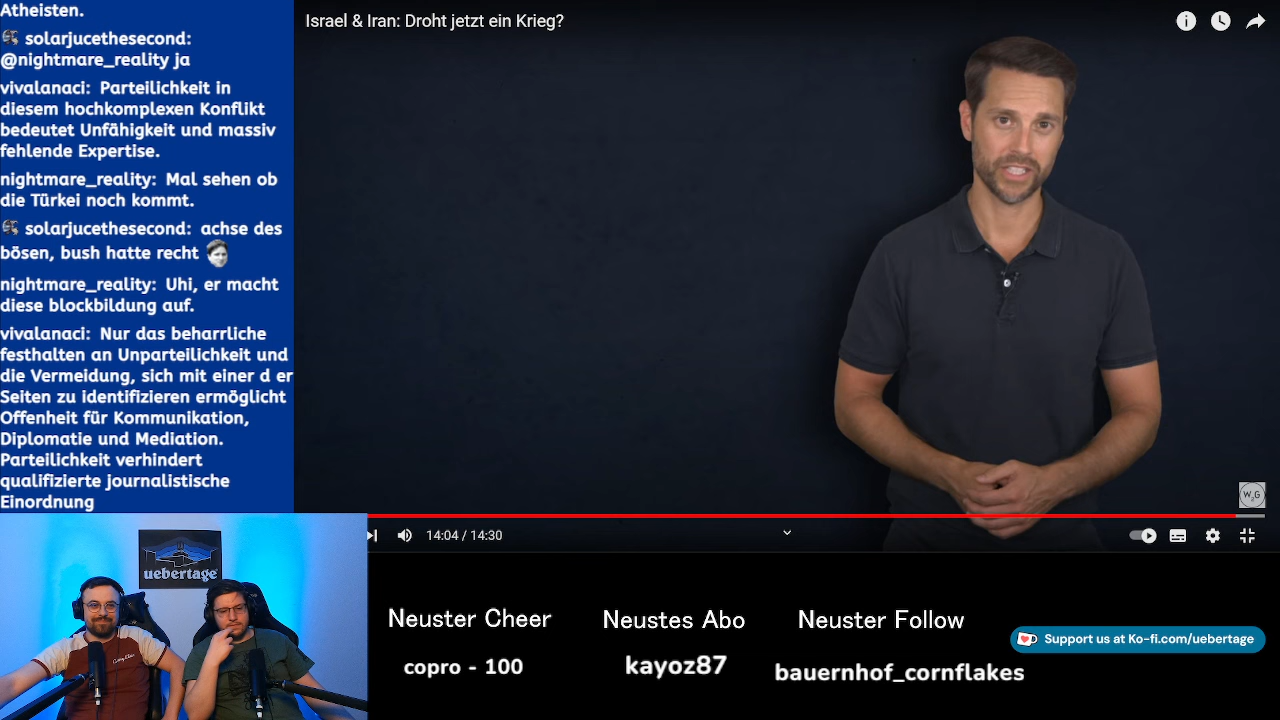 Atheisten.
solarjucethesecond:
@nightmare_reality ja
vivalanaci: Parteilichkeit in
diesem hochkomplexen Konflikt
bedeutet Unfähigkeit und massiv
fehlende Expertise.
nightmare_reality: Mal sehen ob
die Türkei noch kommt.
solarjucethesecond: achse des
bösen, bush hatte recht
nightmare_reality: Uhi, er macht
diese blockbildung auf.
vivalanaci: Nur das beharrliche
festhalten an Unparteilichkeit und
die Vermeidung, sich mit einer d er
Seiten zu identifizieren ermöglicht
Offenheit für Kommunikation,
Diplomatie und Mediation.
Parteilichkeit verhindert
qualifizierte journalistische
Einordnung
Israel & Iran: Droht jetzt ein Krieg?
W2G
14:04 / 14:30
uebertage
Neuster Cheer
copro - 100
Neustes Abo
kayoz87
Neuster Follow
bauernhof_cornflakes
Support us at Ko-fi.com/uebertage